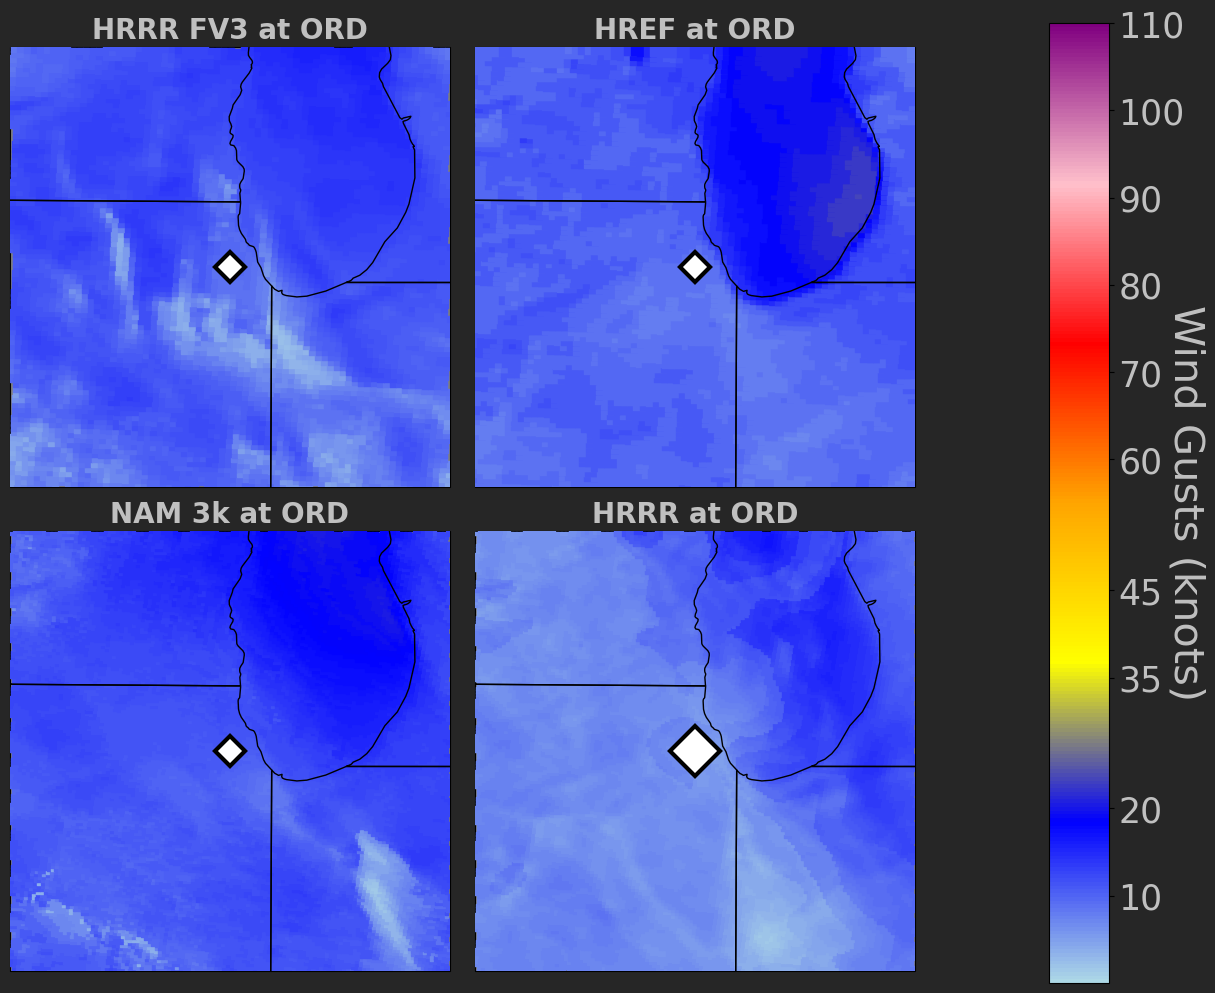 HRRR FV3 at ORD
HREF at ORD
NAM 3k at ORD
HRRR at ORD
110
100
90
80
70
60
45
35
20
10
Wind Gusts (knots)